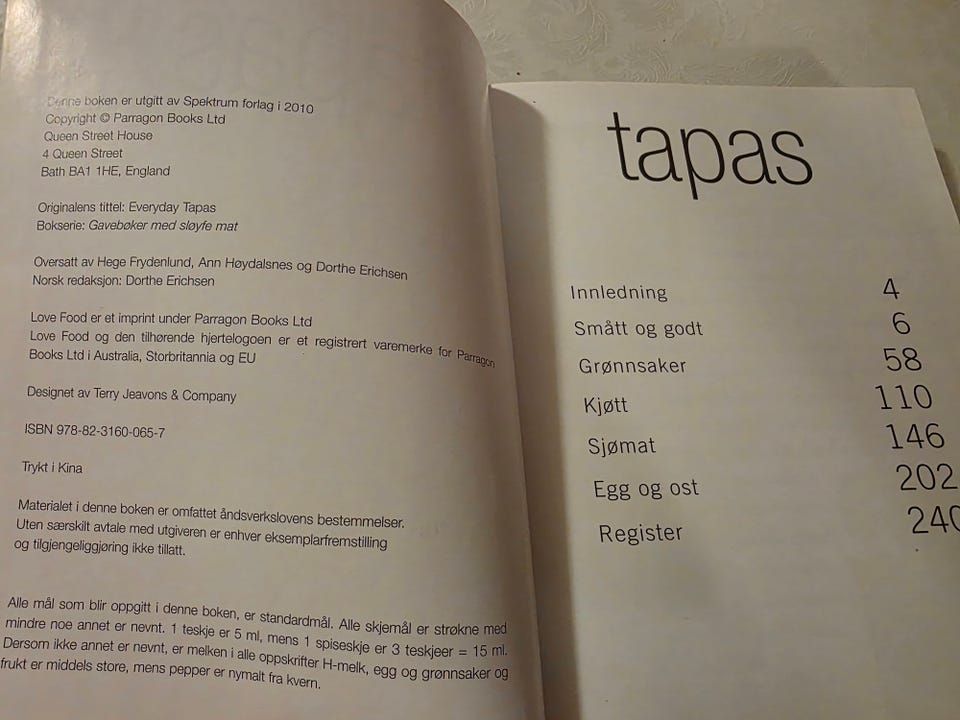 Denne boken er utgitt av Spektrum forlag i 2010
Copyright © Parragon Books Ltd
Queen Street House
4 Queen Street
Bath BA1 1HE, England
Originalens tittel: Everyday Tapas
Bokserie: Gavebøker med sløyfe mat
Oversatt av Hege Frydenlund, Ann Høydalsnes og Dorthe Erichsen
Norsk redaksjon: Dorthe Erichsen
Love Food er et imprint under Parragon Books Ltd
Love Food og den tilhørende hjertelogoen er et registrert varemerke for Parragon
Books Ltd i Australia, Storbritannia og EU
Designet av Terry Jeavons & Company
ISBN 978-82-3160-065-7
Trykt i Kina
Materialet i denne boken er omfattet åndsverkslovens bestemmelser.
Uten særskilt avtale med utgiveren er enhver eksemplarfremstilling
og tilgjengeliggjøring ikke tillatt.
Alle mål som blir oppgitt i denne boken, er standardmål. Alle skjemål er strøkne med
mindre noe annet er nevnt. 1 teskje er 5 ml, mens 1 spiseskje er 3 teskjeer = 15 ml.
Dersom ikke annet er nevnt, er melken i alle oppskrifter H-melk, egg og grønnsaker og
frukt er middels store, mens pepper er nymalt fra kvern.
tapas
Innledning 4
Smått og godt 6
Grønnsaker 58
Kjøtt 110
Sjømat 146
Egg og ost 202
Register 240